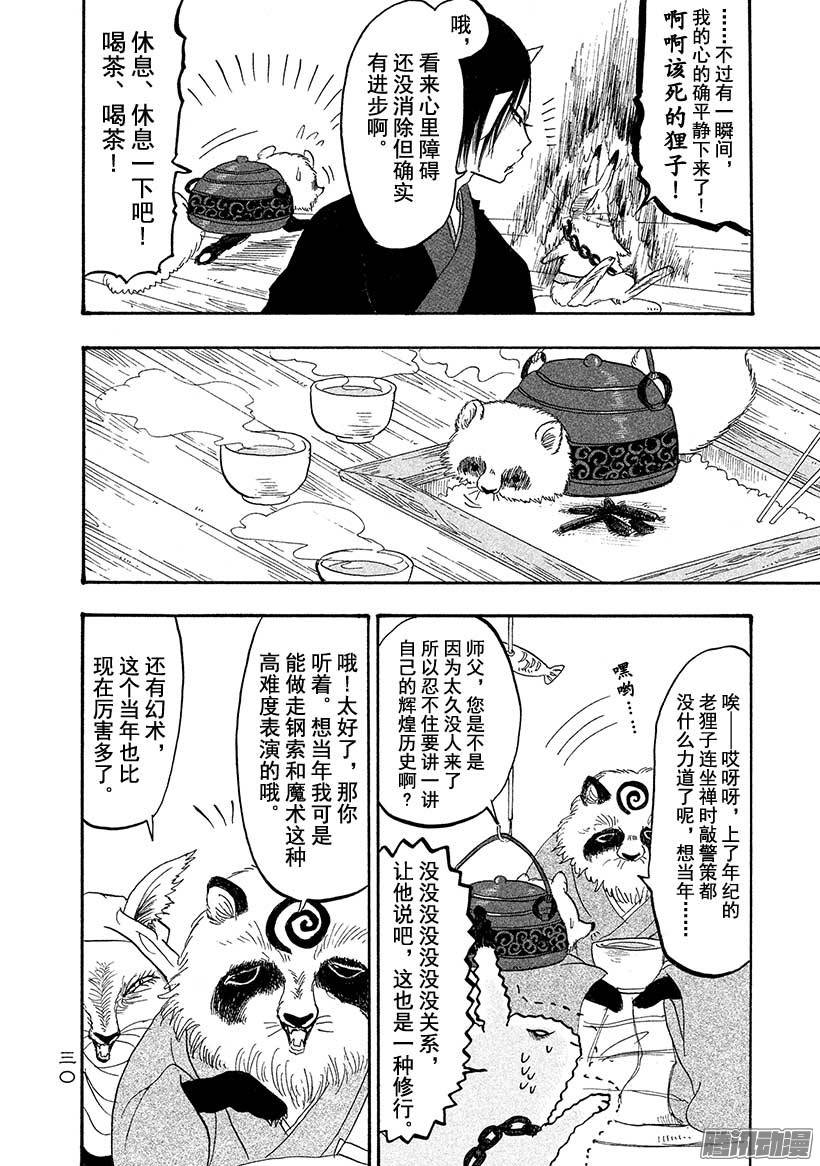 ……不过有一瞬间，
我的心的确平静下来了！
啊啊该死的狸子！
哦，
看来心里障碍
还没消除但确实
有进步啊。
休息、休息一下吧！
喝茶、喝茶！
唉——哎呀呀，上了年纪的
老狸子连坐禅时敲警策都
没什么力道了呢，想当年……
嘿哟……
师父，您是不是
因为太久没人来了
所以忍不住要讲一讲
自己的辉煌历史啊？
没没没没没没没关系，
让他说吧，这也是一种修行。
哦！太好了，那你
听着。想当年我可是
能做走钢索和魔术这种
高难度表演的哦。
还有幻术，
这个当年也比
现在厉害多了。
三〇
腾讯动漫